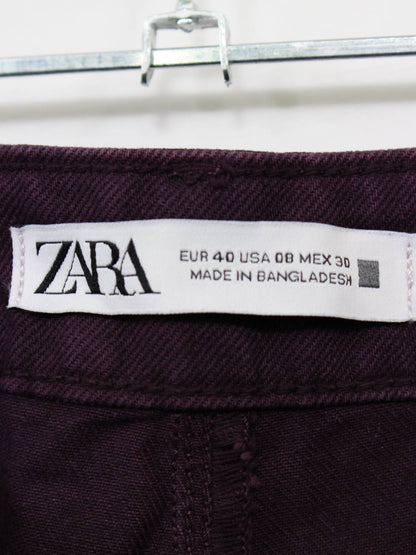 ZARA
EUR 40 USA 08 MEX 30
MADE IN BANGLADESH